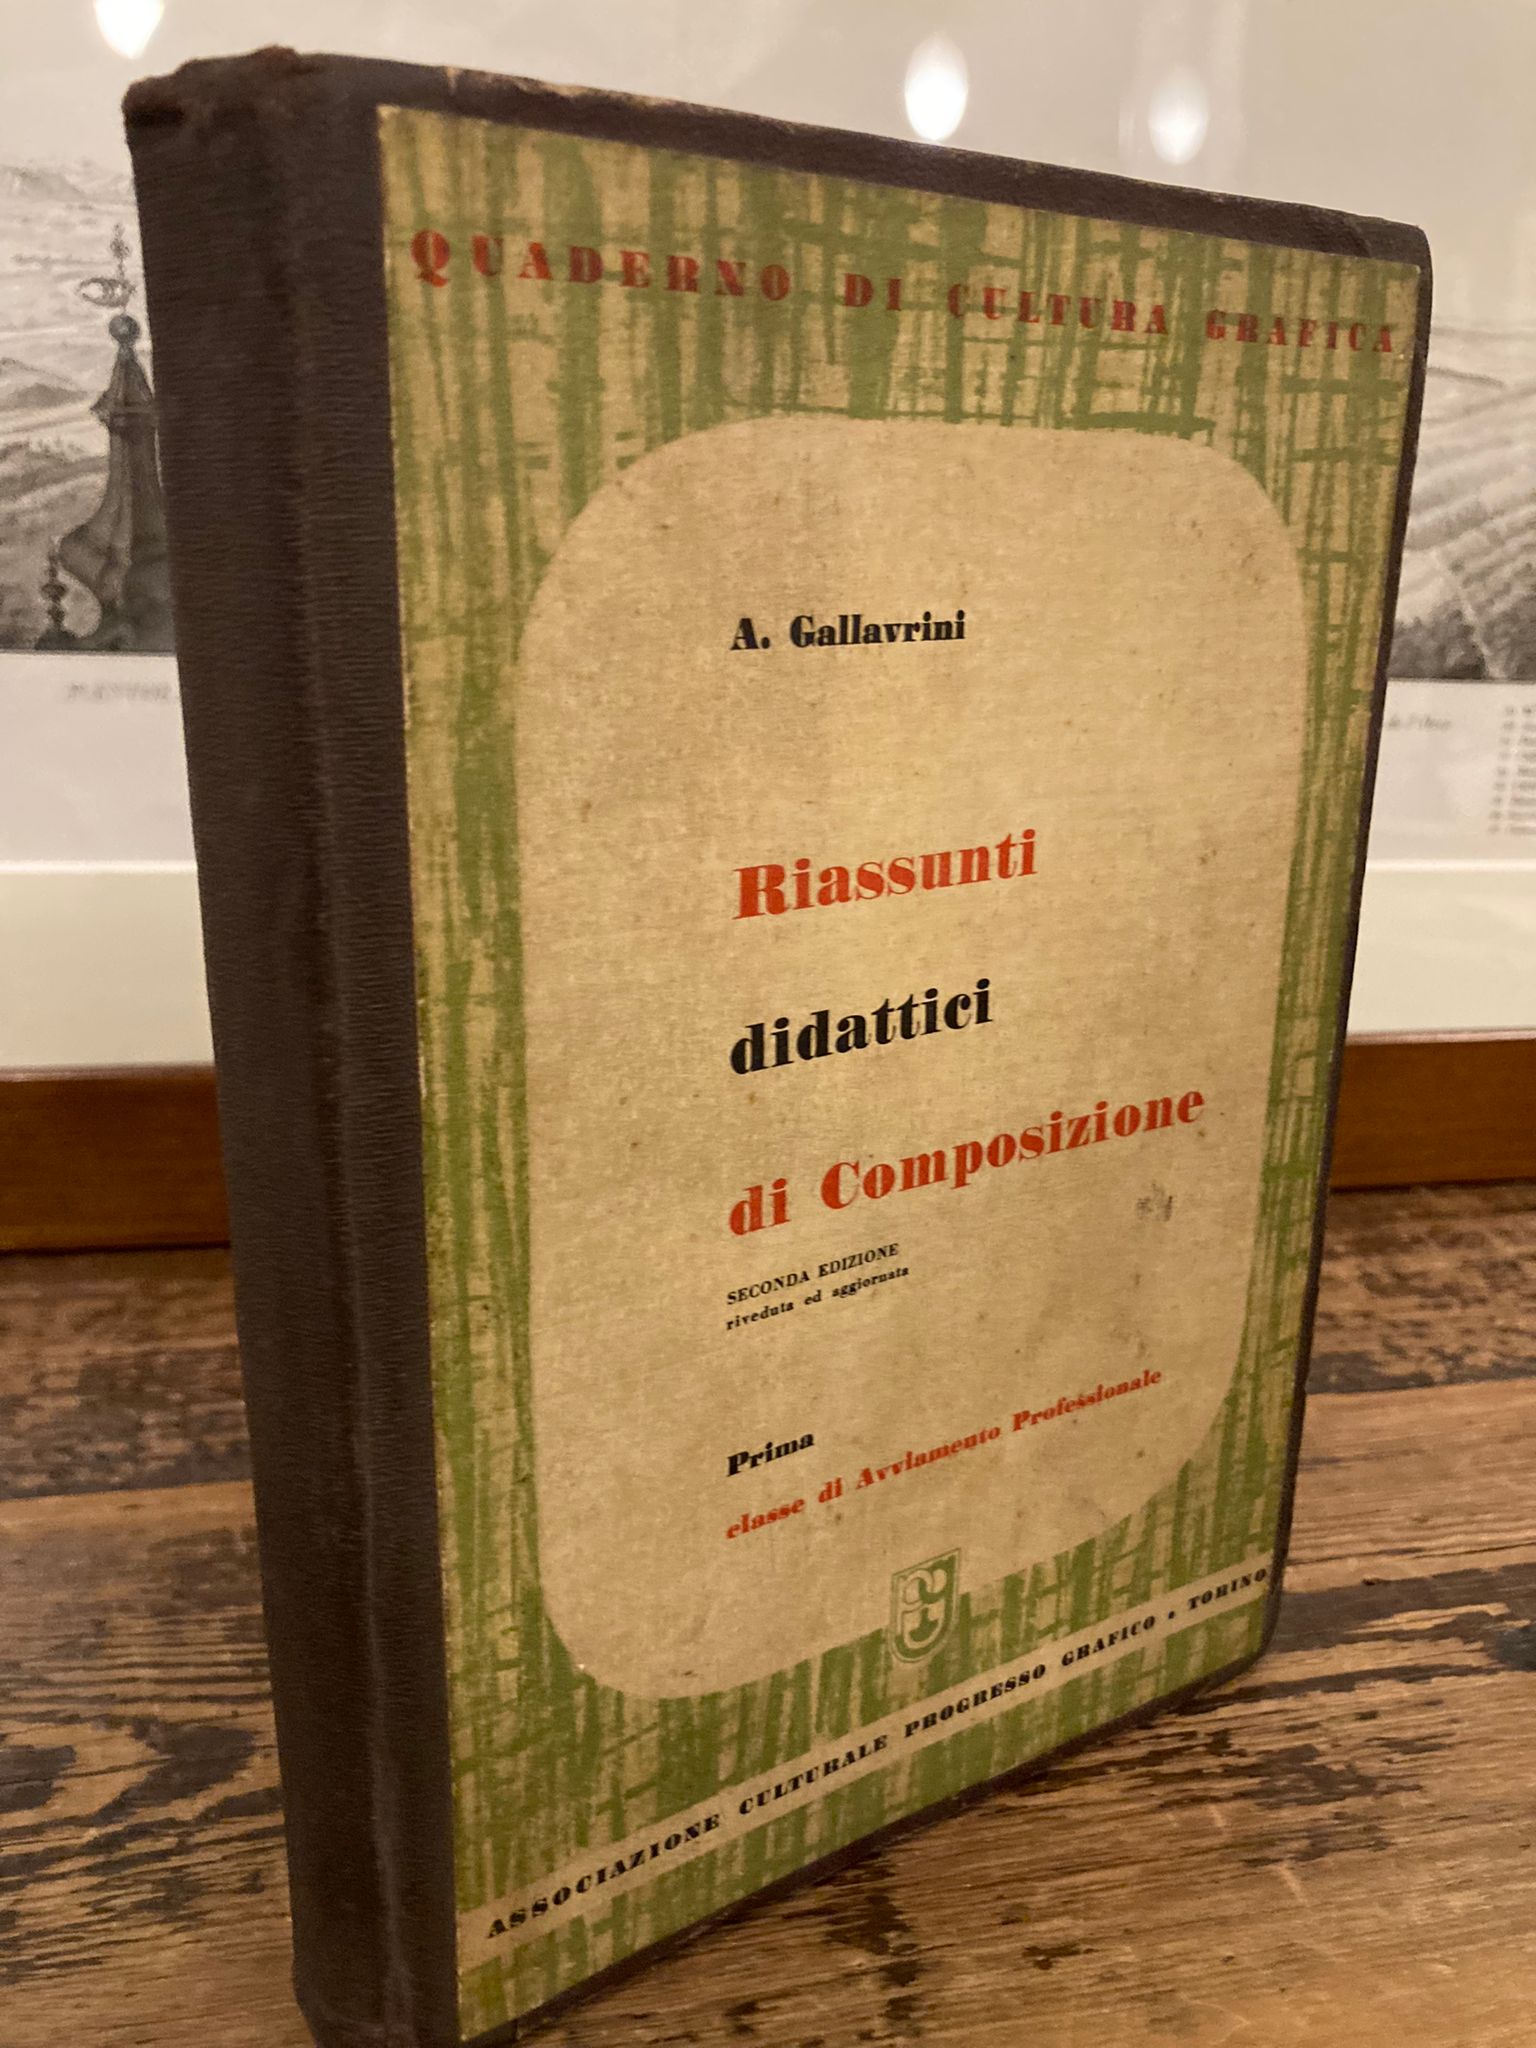 QUADERNO DI CULTURA GRAFICA
A. Gallavrini
Riassunti
didattici
di Composizione
SECONDA EDIZIONE
riveduta ed aggiornata
Prima
classe di Avviamento Professionale
ASSOCIAZIONE CULTURALE PROGRESSO GRAFICO • TORINO